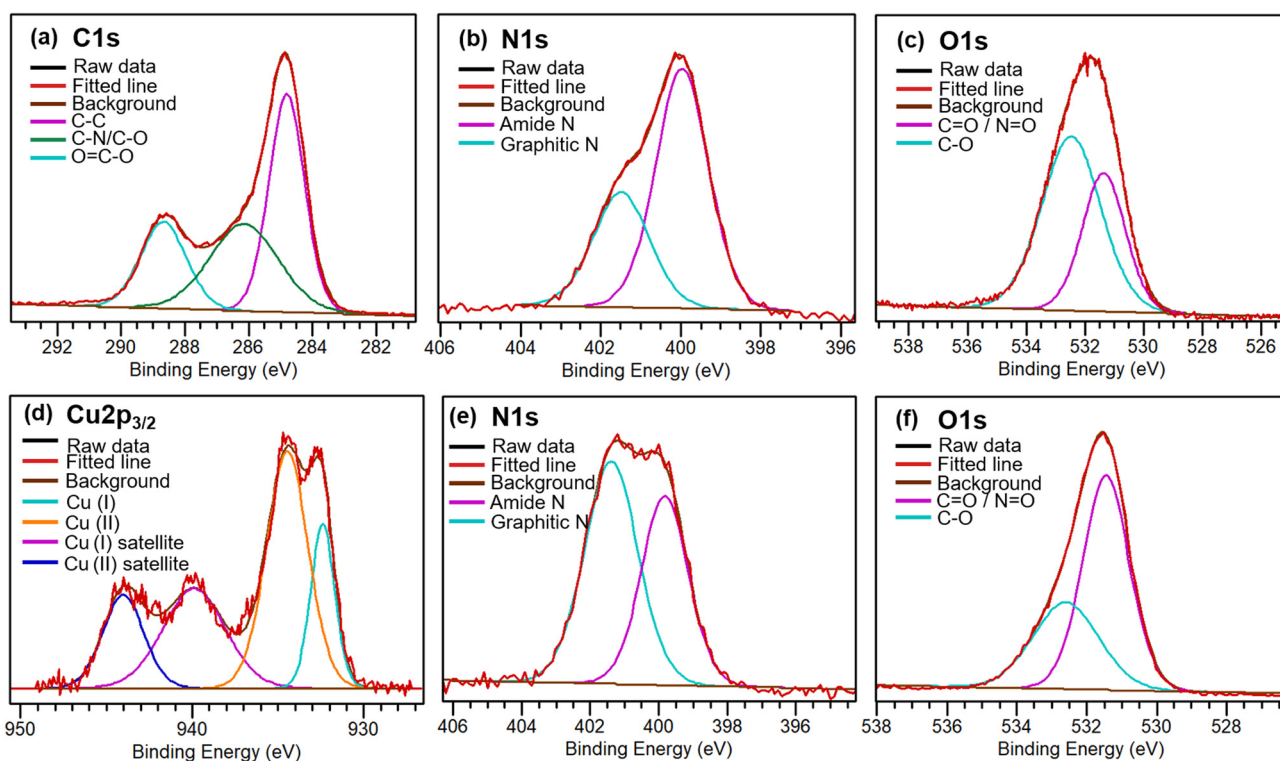 (a) C1s
Raw data
Fitted line
Background
C-C
C-N/C-O
O=C-O
292 290 288 286 284 282
Binding Energy (eV)
(b) N1s
Raw data
Fitted line
Background
Amide N
Graphitic N
406 404 402 400 398 396
Binding Energy (eV)
(c) O1s
Raw data
Fitted line
Background
C=O / N=O
C-O
538 536 534 532 530 528 526
Binding Energy (eV)
(d) Cu2p3/2
Raw data
Fitted line
Background
Cu (I)
Cu (II)
Cu (I) satellite
Cu (II) satellite
950 940 930
Binding Energy (eV)
(e) N1s
Raw data
Fitted line
Background
Amide N
Graphitic N
406 404 402 400 398 396
Binding Energy (eV)
(f) O1s
Raw data
Fitted line
Background
C=O / N=O
C-O
538 536 534 532 530 528
Binding Energy (eV)